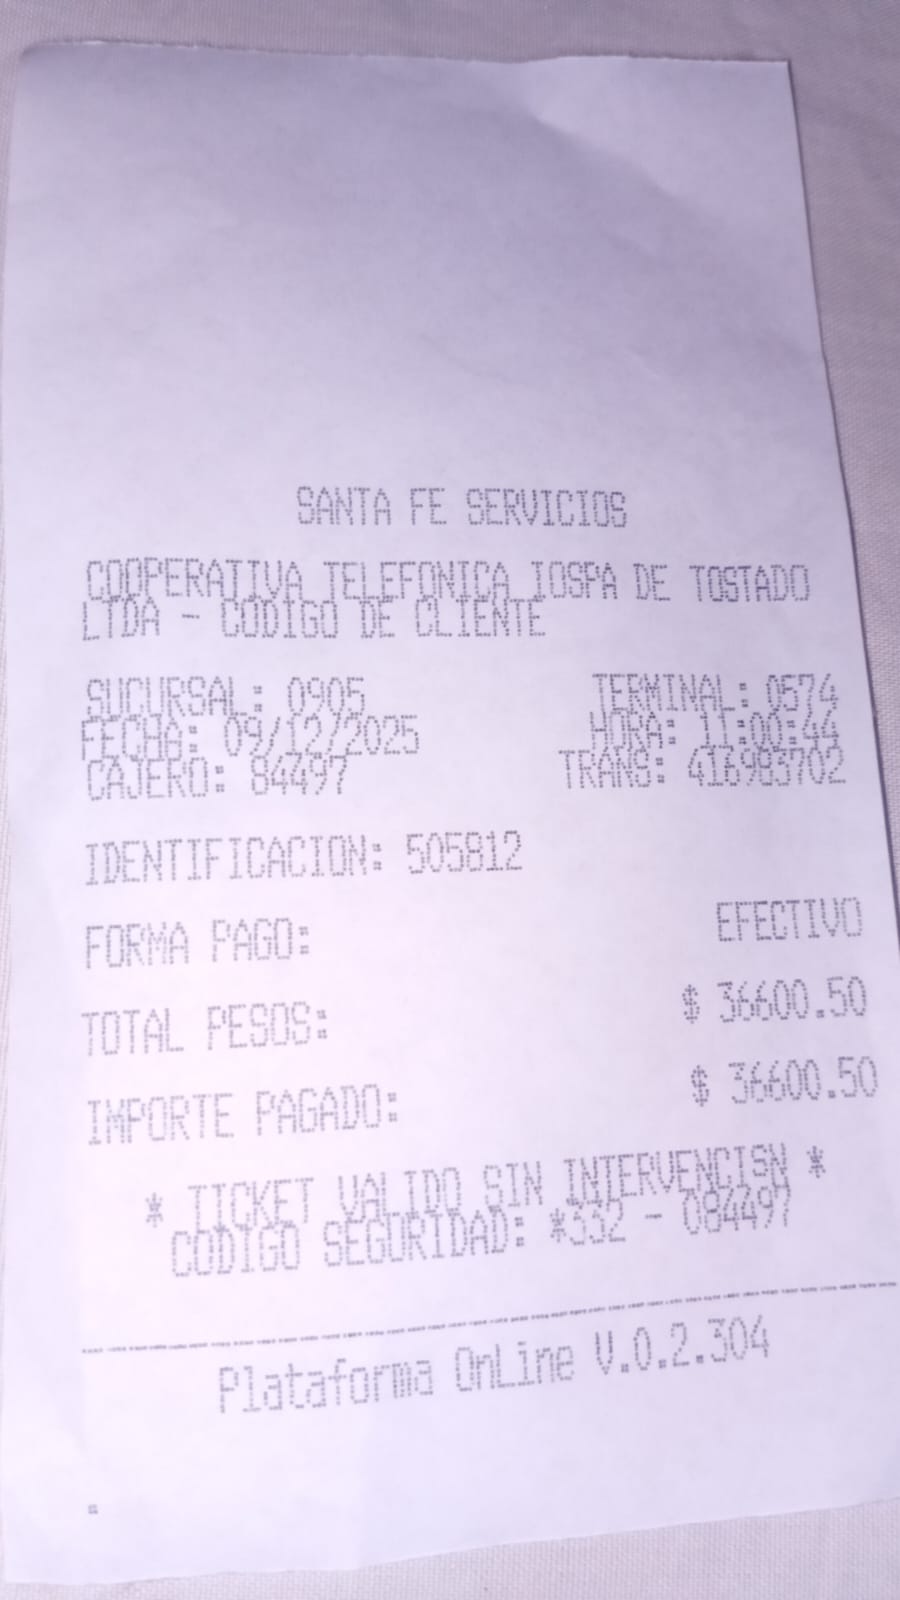 SANTA FE SERVICIOS
COOPERATIVA TELEFONICA IOSPA DE TOSTADO
LTDA - CODIGO DE CLIENTE
SUCURSAL: 0905 TERMINAL: 0574
FECHA: 09/12/2025 HORA: 11:00:44
CAJERO: 84497 TRANS: 416983702
IDENTIFICACION: 505812
FORMA PAGO: EFECTIVO
TOTAL PESOS: $ 36600.50
IMPORTE PAGADO: $ 36600.50
* TICKET VALIDO SIN INTERVENCISN *
CODIGO SEGURIDAD: *332 - 084497
Plataforma OnLine V.0.2.304